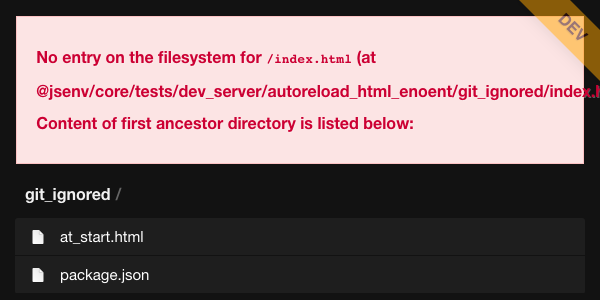 DEV
No entry on the filesystem for /index.html (at
@jsenv/core/tests/dev_server/autoreload_html_enoent/git_ignored/index.
Content of first ancestor directory is listed below:
git_ignored /
at_start.html
package.json